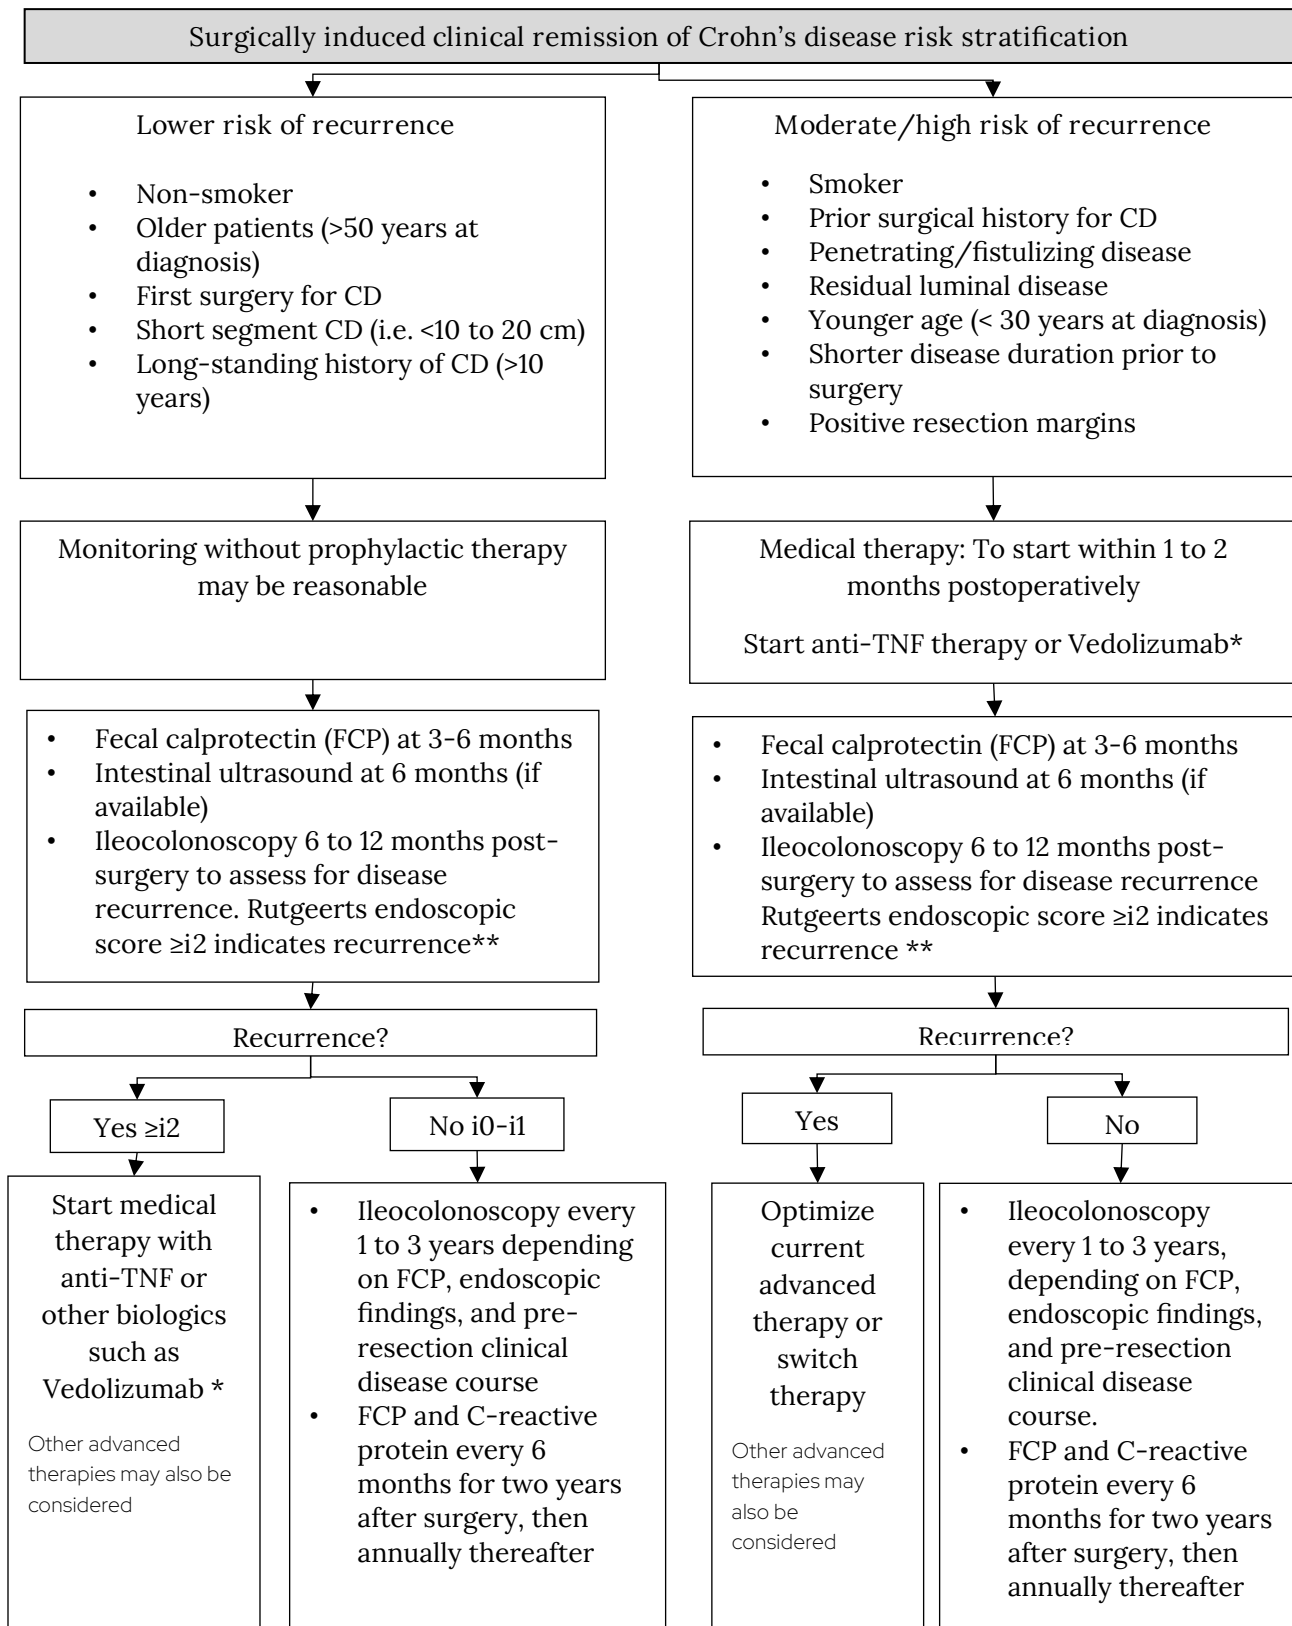 Surgically induced clinical remission of Crohn's disease risk stratification
Lower risk of recurrence
• Non-smoker
• Older patients (>50 years at
diagnosis)
• First surgery for CD
• Short segment CD (i.e. <10 to 20 cm)
• Long-standing history of CD (>10
years)
Moderate/high risk of recurrence
• Smoker
• Prior surgical history for CD
• Penetrating/fistulizing disease
• Residual luminal disease
• Younger age (< 30 years at diagnosis)
• Shorter disease duration prior to
surgery
• Positive resection margins
Monitoring without prophylactic therapy
may be reasonable
Medical therapy: To start within 1 to 2
months postoperatively
Start anti-TNF therapy or Vedolizumab*
• Fecal calprotectin (FCP) at 3-6 months
• Intestinal ultrasound at 6 months (if
available)
• Ileocolonoscopy 6 to 12 months post-
surgery to assess for disease
recurrence. Rutgeerts endoscopic
score ≥i2 indicates recurrence**
• Fecal calprotectin (FCP) at 3-6 months
• Intestinal ultrasound at 6 months (if
available)
• Ileocolonoscopy 6 to 12 months post-
surgery to assess for disease recurrence
Rutgeerts endoscopic score ≥i2 indicates
recurrence **
Recurrence?
Recurrence?
Yes ≥i2
No i0-i1
Yes
No
Start medical
therapy with
anti-TNF or
other biologics
such as
Vedolizumab *
Other advanced
therapies may also be
considered
• Ileocolonoscopy every
1 to 3 years depending
on FCP, endoscopic
findings, and pre-
resection clinical
disease course
• FCP and C-reactive
protein every 6
months for two years
after surgery, then
annually thereafter
Optimize
current
advanced
therapy or
switch
therapy
Other advanced
therapies may
also be
considered
• Ileocolonoscopy
every 1 to 3 years,
depending on FCP,
endoscopic findings,
and pre-resection
clinical disease
course.
• FCP and C-reactive
protein every 6
months for two years
after surgery, then
annually thereafter